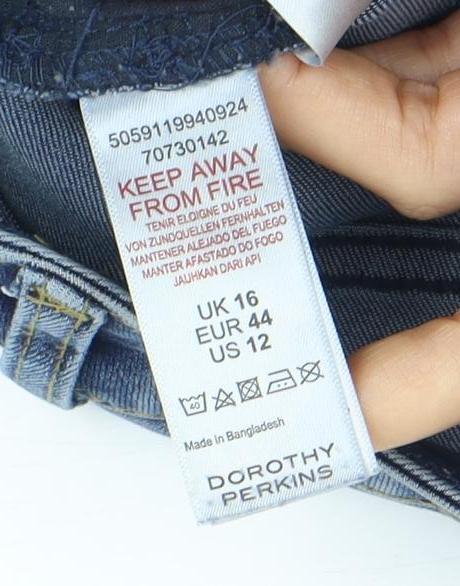 5059119940924
70730142
KEEP AWAY
FROM FIRE
TENIR ELOIGNE DU FEU
VON ZUNDQUELLEN FERNHALTEN
MANTENER ALEJADO DEL FUEGO
MANTER AFASTADO DO FOGO
JAUHKAN DARI API
UK 16
EUR 44
US 12
40
Made in Bangladesh
DOROTHY
PERKINS